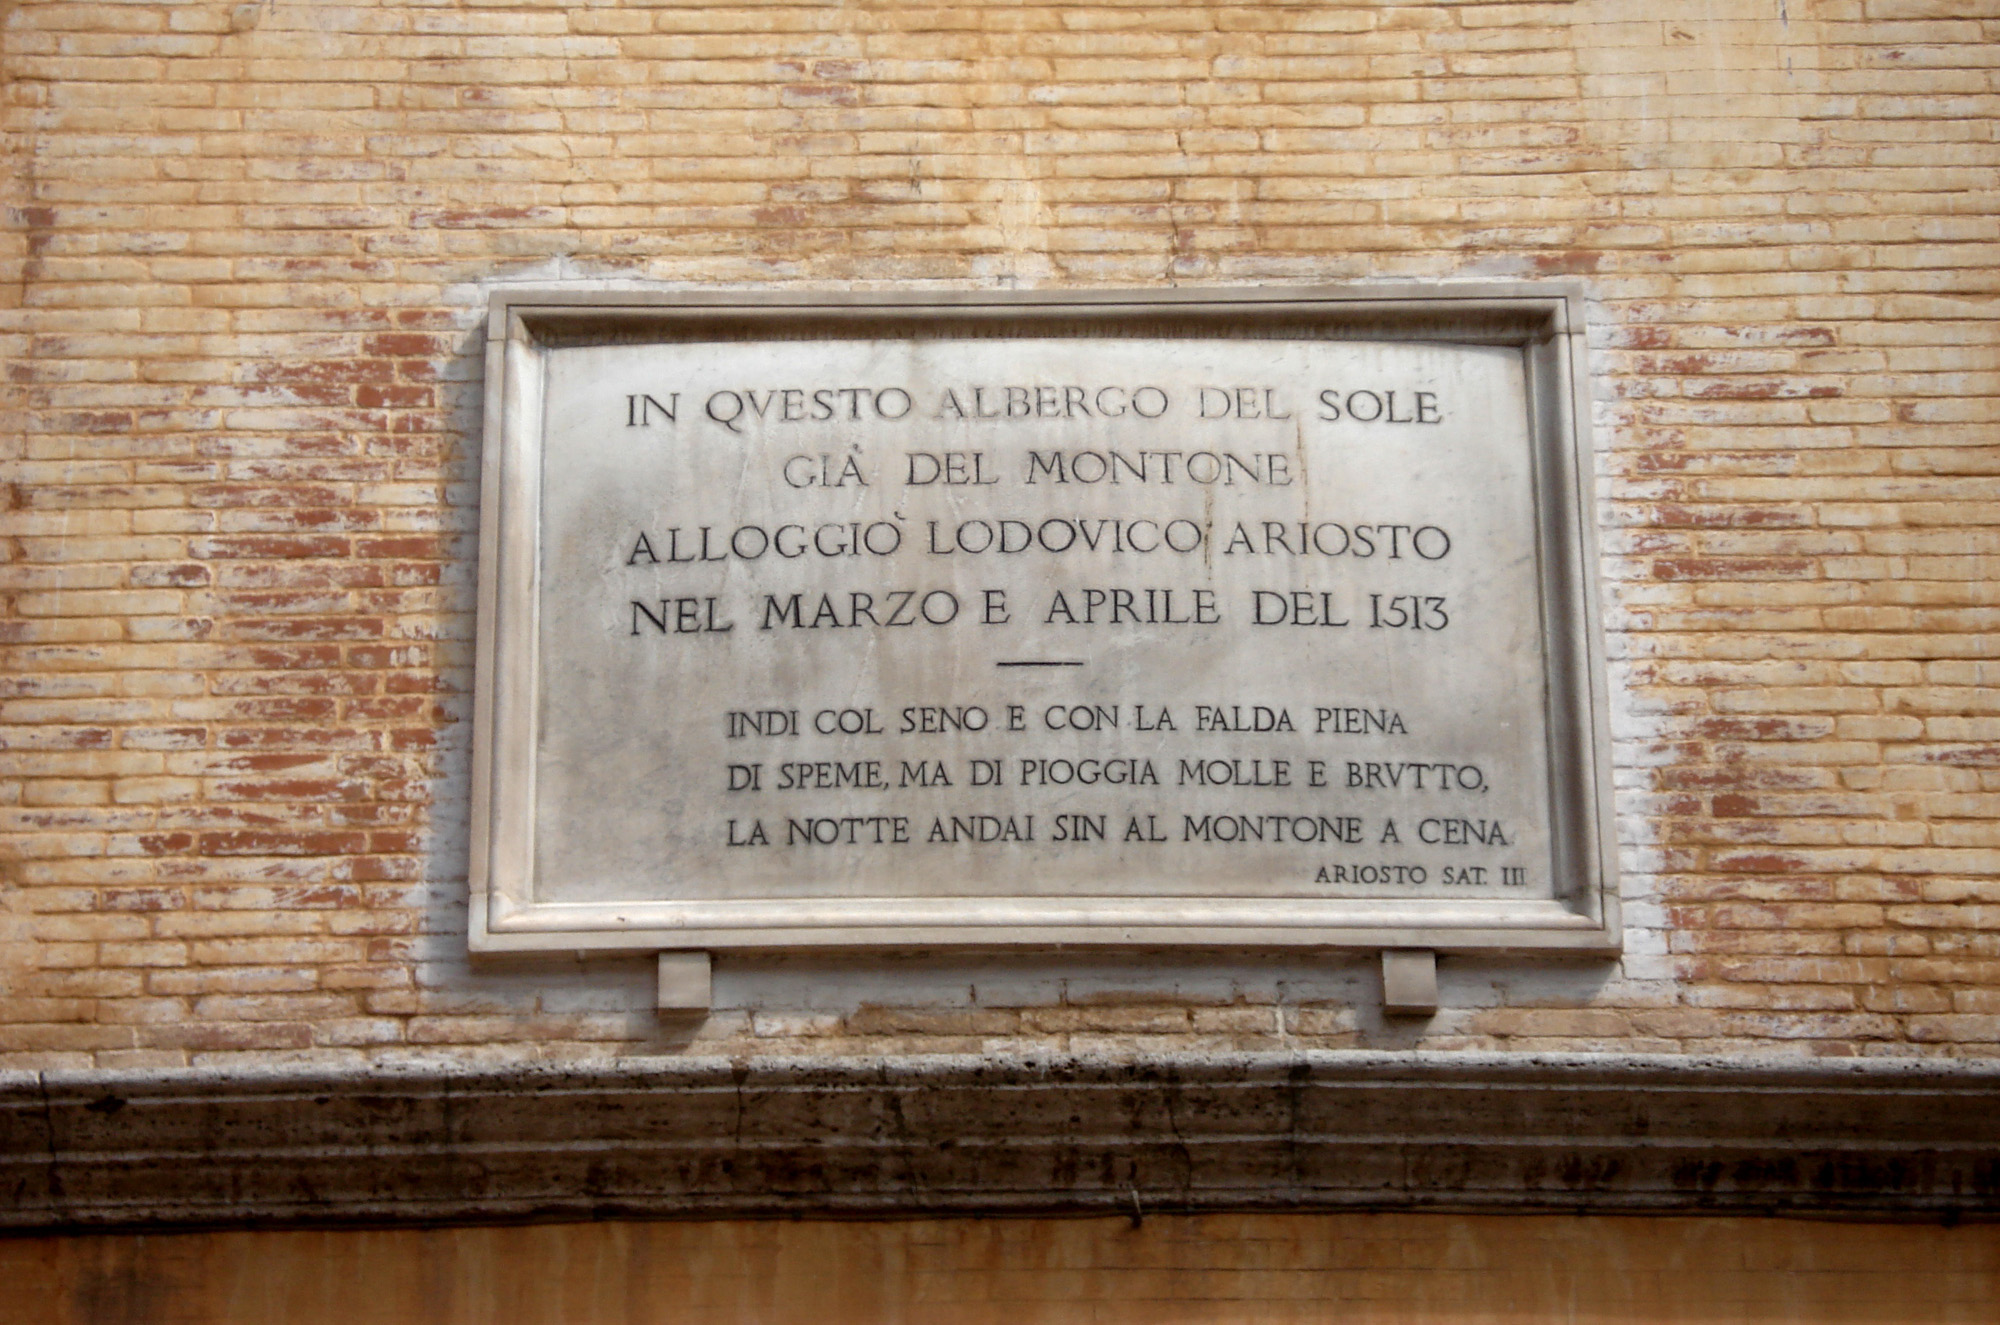 IN QVESTO ALBERGO DEL SOLE
GIÀ DEL MONTONE
ALLOGGIÒ LODOVICO ARIOSTO
NEL MARZO E APRILE DEL 1513
INDI COL SENO E CON LA FALDA PIENA
DI SPEME, MA DI PIOGGIA MOLLE E BRVTTO,
LA NOTTE ANDAI SIN AL MONTONE A CENA
ARIOSTO SAT. III